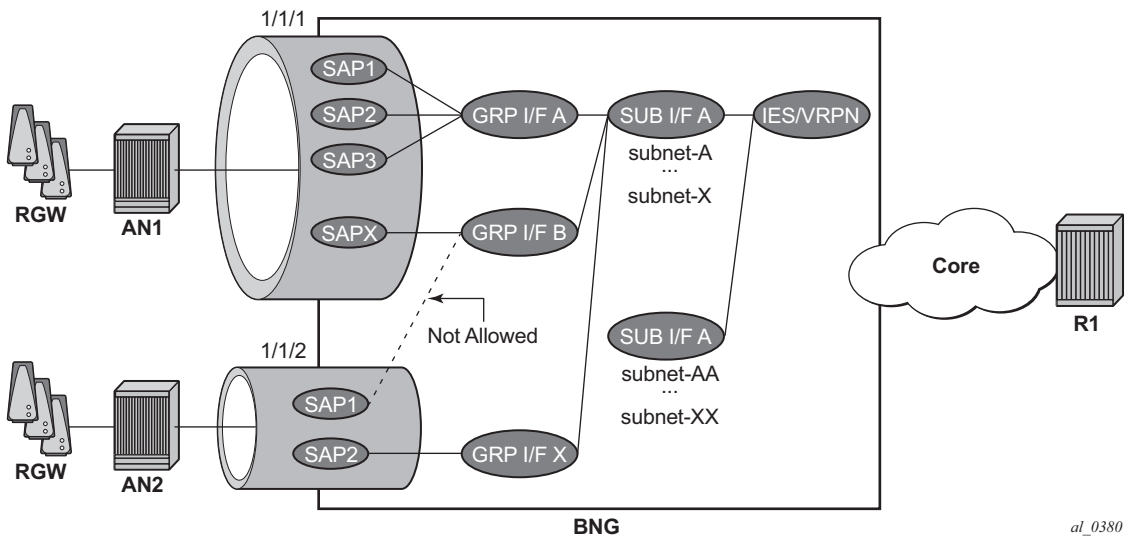 1/1/1
SAP1
SAP2
SAP3
SAPX
GRP I/F A
SUB I/F A
IES/VRPN
subnet-A
...
subnet-X
GRP I/F B
RGW
AN1
Not Allowed
Core
R1
SUB I/F A
subnet-AA
...
subnet-XX
1/1/2
SAP1
SAP2
GRP I/F X
RGW
AN2
BNG
al_0380